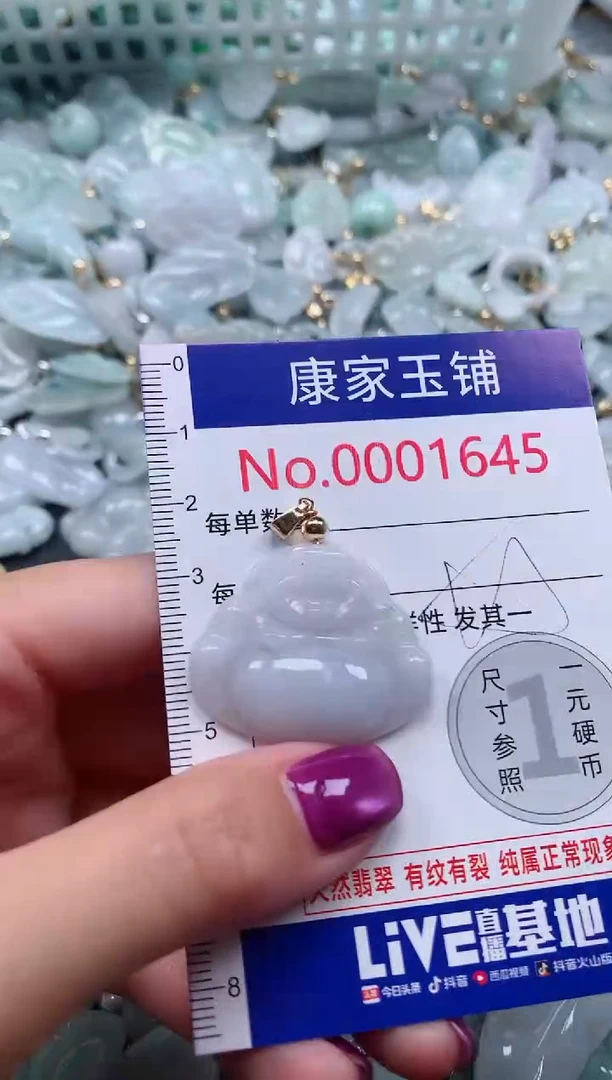 康家玉铺
No.0001645
0
1
2
3
5
8
每单数
每
性 发其一
尺寸参照
1
一元硬币
天然翡翠 有纹有裂 纯属正常现象
LiVE直播基地
今日头条 抖音 西瓜视频 抖音火山版